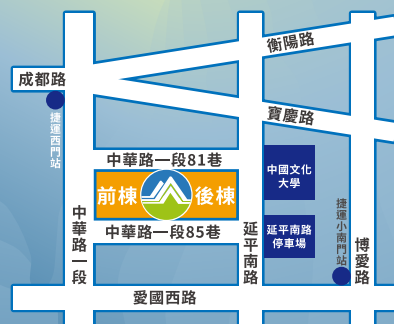 衡陽路
成都路
寶慶路
捷運西門站
中華路一段81巷
中國文化
大學
前棟
後棟
捷運小南門站
中華路一段
中華路一段85巷
延平南路
延平南路
停車場
博愛路
愛國西路